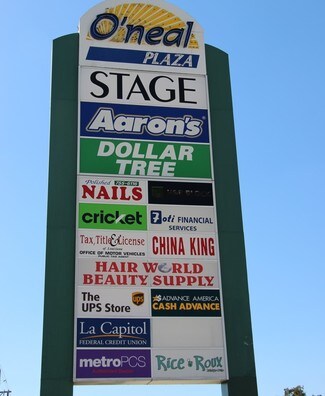 O'neal
PLAZA
STAGE
Aaron's
DOLLAR
TREE
Polished
NAILS
cricket
7oti FINANCIAL
SERVICES
Tax, Title & License
OFFICE OF MOTOR VEHICLES
CHINA KING
HAIR WORLD
BEAUTY SUPPLY
The
UPS Store
ups
ADVANCE AMERICA
CASH ADVANCE
La Capitol
FEDERAL CREDIT UNION
metroPCS
Rice & Roux